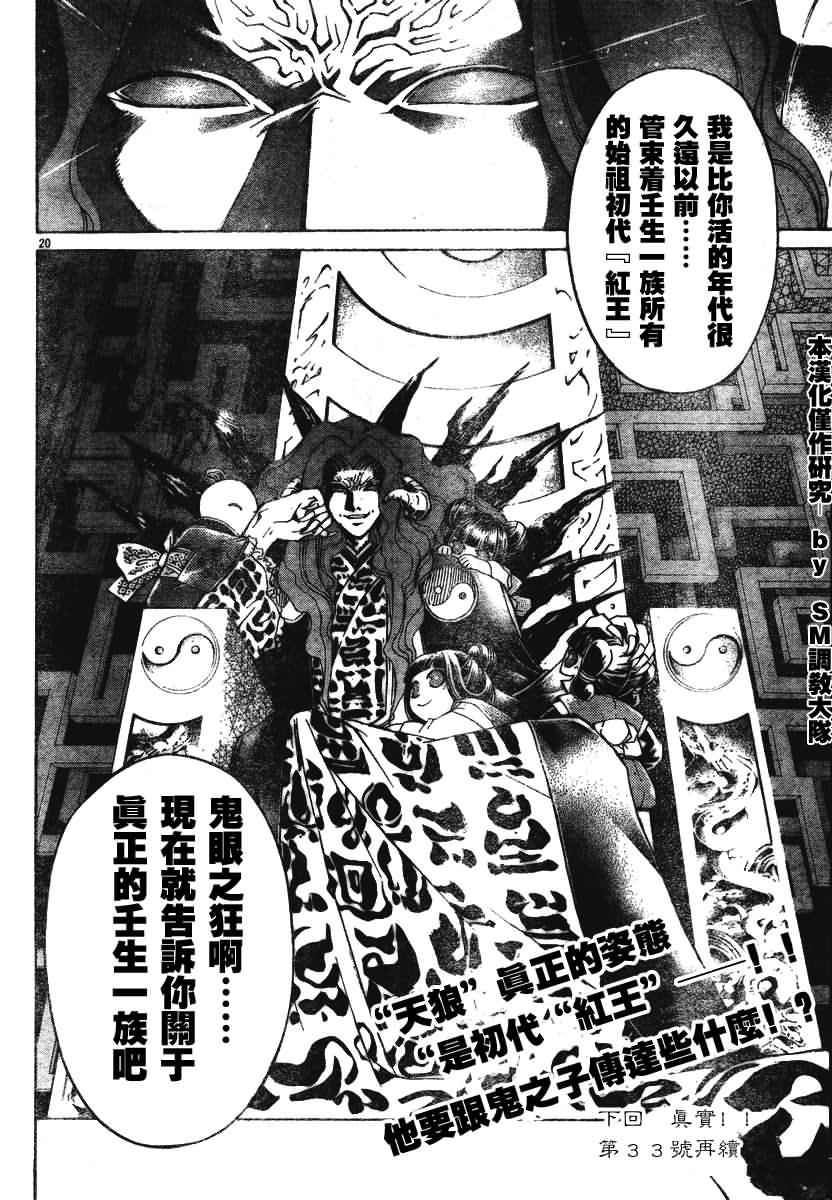 我是比你活的年代很
久遠以前……
管束着壬生一族所有
的始祖初代『紅王』
20
本漢化僅作研究—by SM調教大隊
鬼眼之狂啊……
現在就告訴你關于
眞正的壬生一族吧
“天狼”眞正的姿態
“是初代“紅王”——！！
他要跟鬼之子傳達些什麼！？
下回 眞實！！
第３３號再續